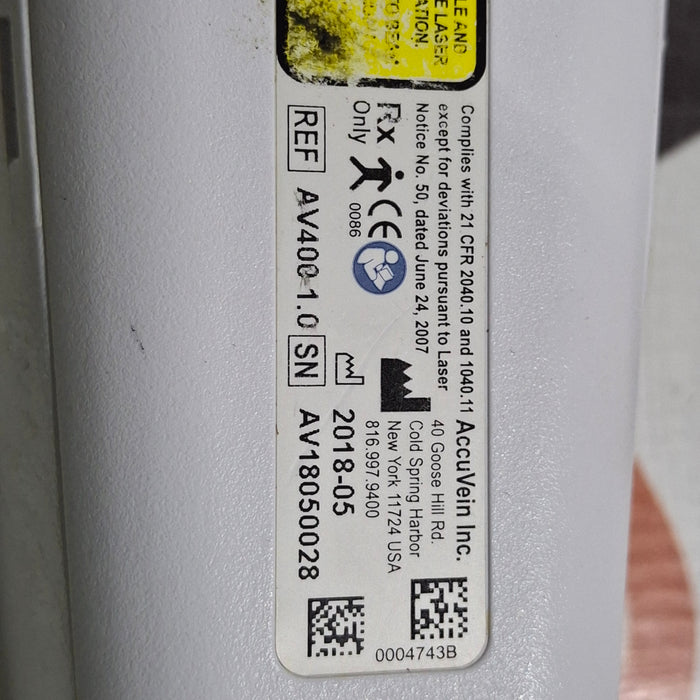 LE AND
E LASER
ATION.
Complies with 21 CFR 2040.10 and 1040.11
except for deviations pursuant to Laser
Notice No. 50, dated June 24, 2007
Rx
Only
CE
0086
REF AV400 1.0
AccuVein Inc.
40 Goose Hill Rd.
Cold Spring Harbor
New York 11724 USA
816.997.9400
2018-05
SN AV18050028
0004743B